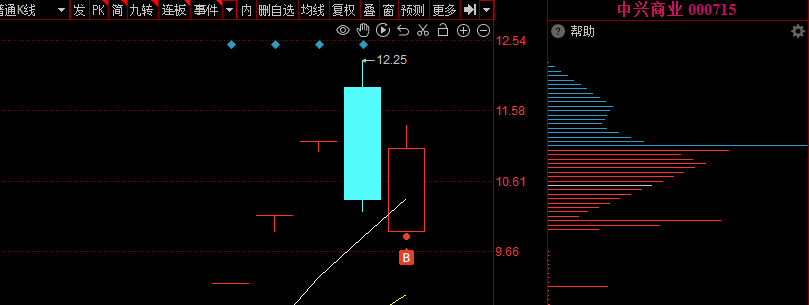 普通K线 发 PK 简 九转 连板 事件 内 删自选 均线 复权 叠 窗 预测 更多
中兴商业 000715
帮助
12.54
12.25
11.58
10.61
9.66
B